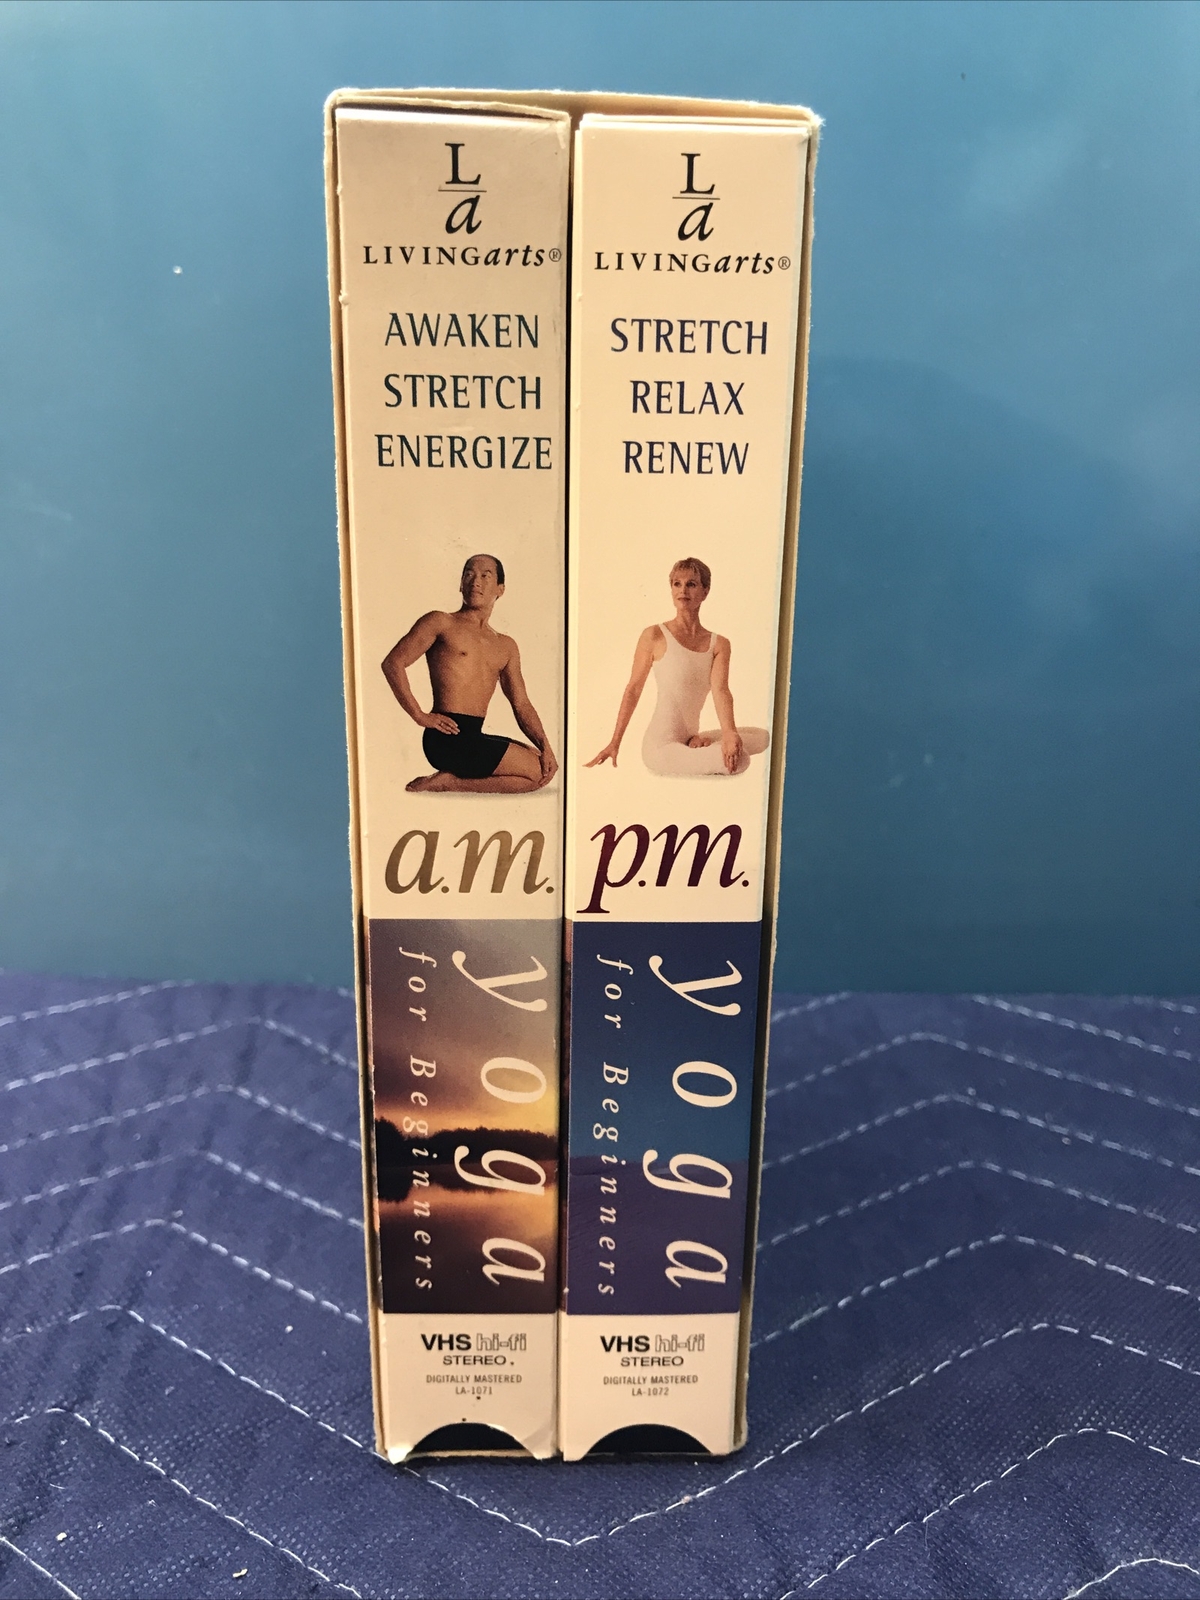 L
a
LIVINGarts®
AWAKEN
STRETCH
ENERGIZE
a.m.
yoga
for Beginners
VHS hi-fi
STEREO.
DIGITALLY MASTERED
LA-1071
L
a
LIVINGarts®
STRETCH
RELAX
RENEW
p.m.
yoga
for Beginners
VHS hi-fi
STEREO
DIGITALLY MASTERED
LA-1072